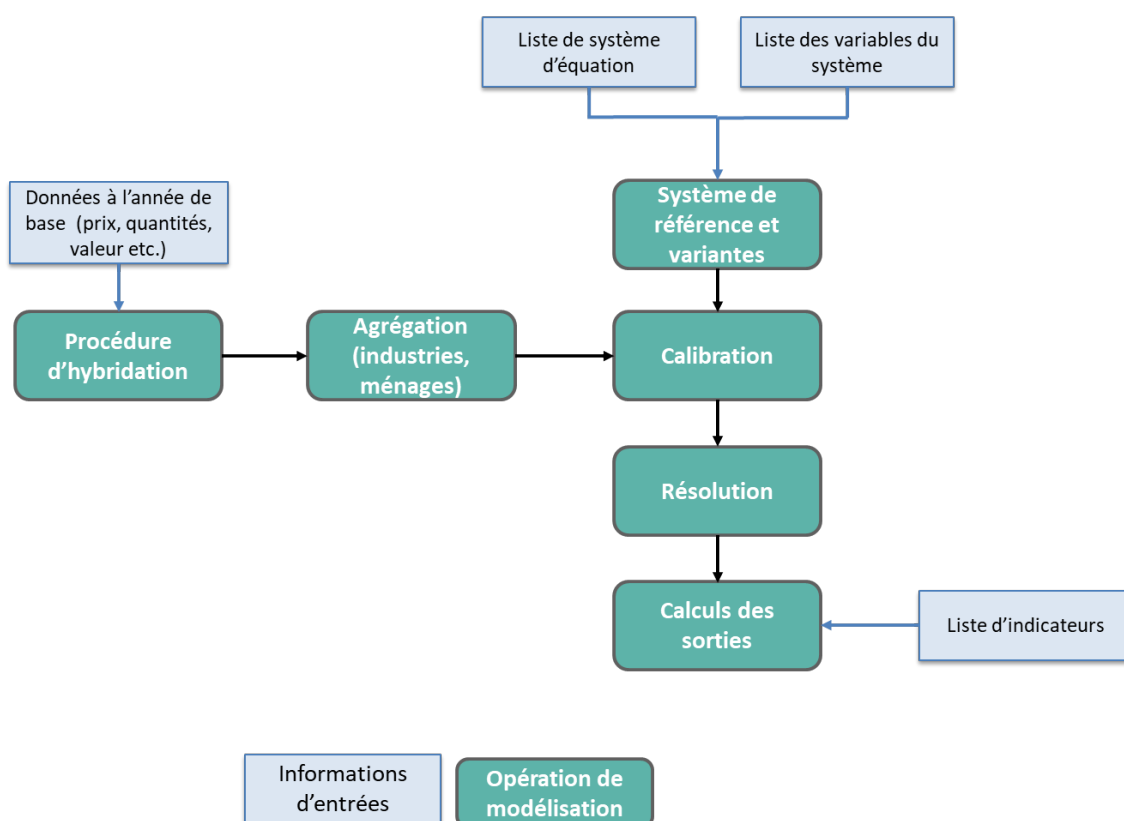 Liste de système
d’équation
Liste des variables du
système
Données à l’année de
base (prix, quantités,
valeur etc.)
Système de
référence et
variantes
Procédure
d’hybridation
Agrégation
(industries,
ménages)
Calibration
Résolution
Calculs des
sorties
Liste d’indicateurs
Informations
d’entrées
Opération de
modélisation